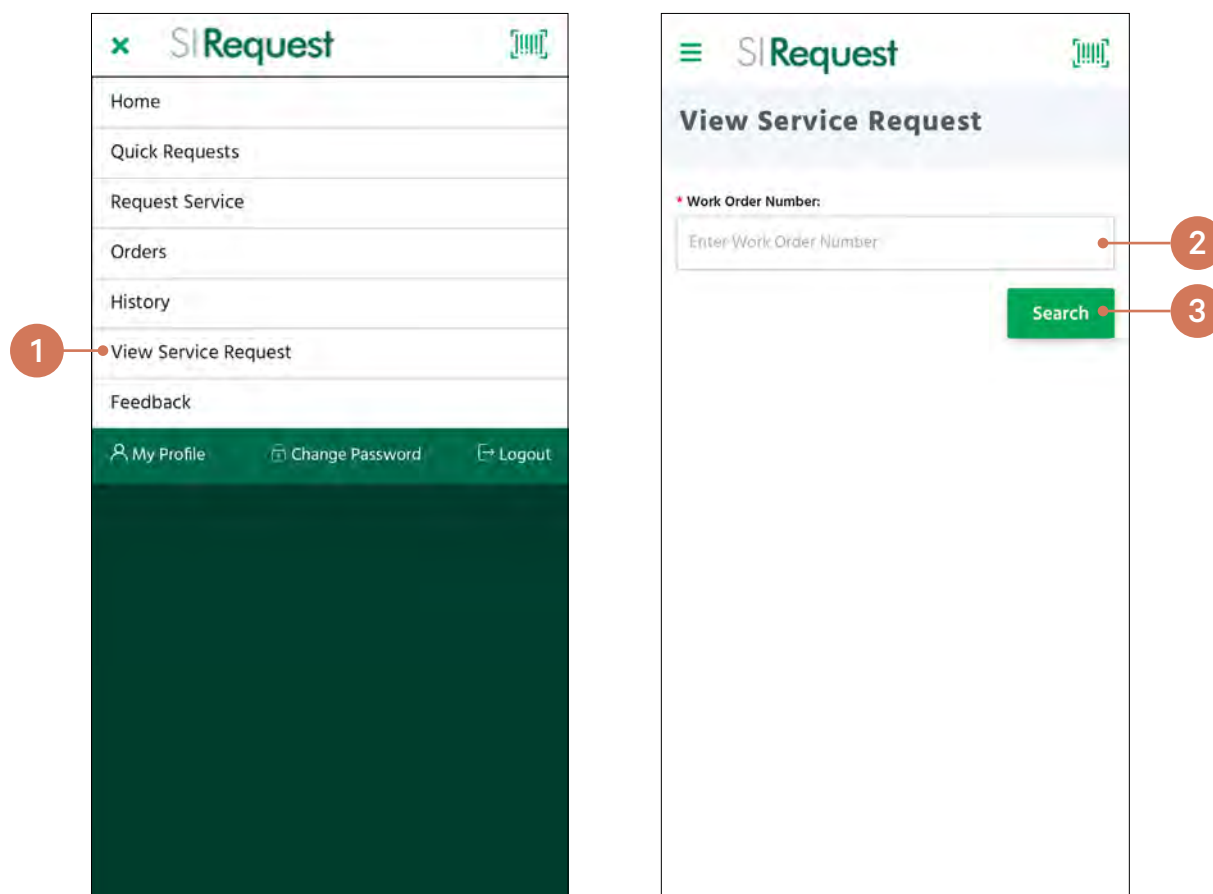 SI Request
Home
Quick Requests
Request Service
Orders
History
1
View Service Request
Feedback
My Profile Change Password Logout
SI Request
View Service Request
* Work Order Number:
Enter Work Order Number
2
Search
3